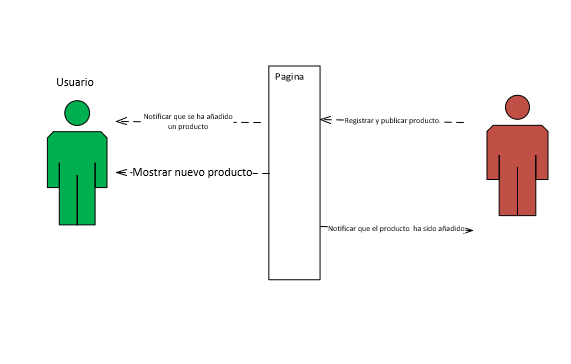 Pagina
Usuario
Notificar que se ha añadido
un producto
Registrar y publicar producto
Mostrar nuevo producto
Notificar que el producto ha sido añadido